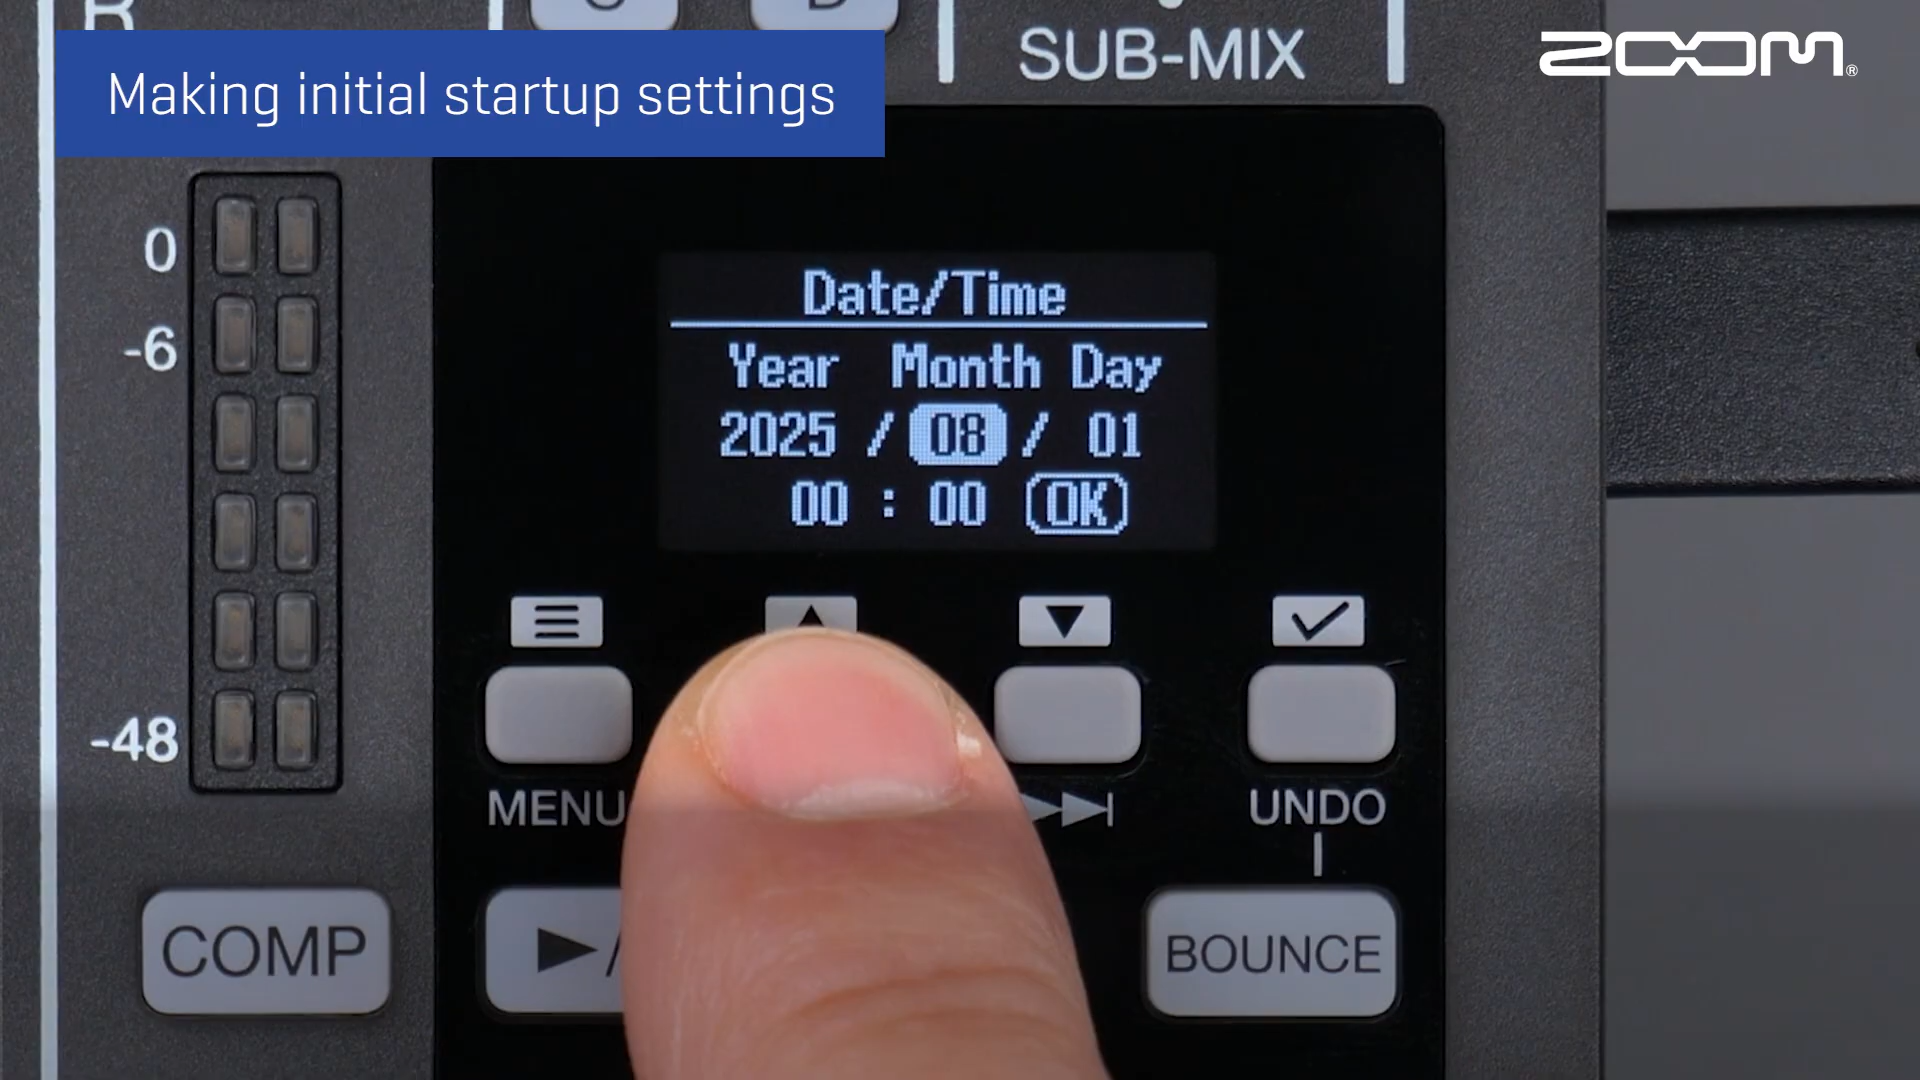 SUB-MIX
ZOOM®
Making initial startup settings
0
-6
-48
Date/Time
Year Month Day
2025 / 08 / 01
00 : 00 OK
MENU
UNDO
COMP
BOUNCE